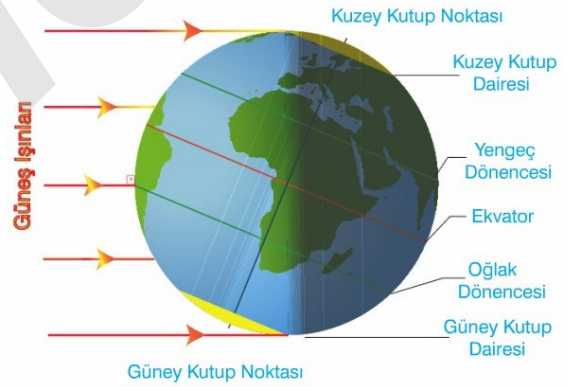 Kuzey Kutup Noktası
Kuzey Kutup
Dairesi
Güneş Işınları
Yengeç
Dönencesi
Ekvator
Oğlak
Dönencesi
Güney Kutup
Dairesi
Güney Kutup Noktası